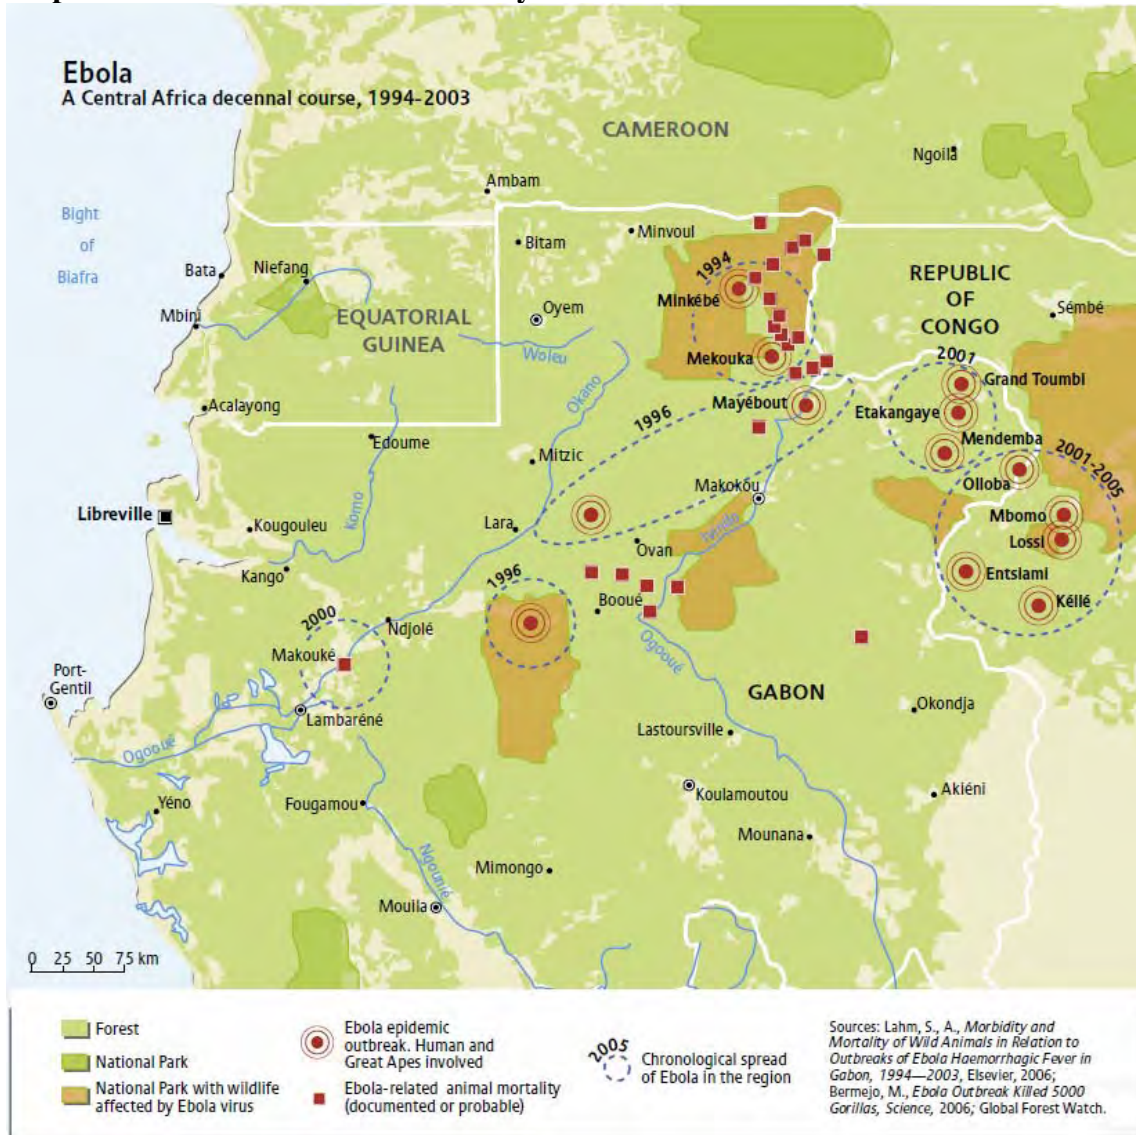 Ebola
A Central Africa decennal course, 1994-2003
CAMEROON
Ngoila
Ambam
Bight
of
Biafra
Minvoul
Bitam
Bata
Niefang
1994
REPUBLIC
OF
CONGO
Minkébé
Mbini
EQUATORIAL
GUINEA
Oyem
Sémbé
Woleu
Mekouka
2001
Okano
Grand Toumbi
Acalayong
Mayébout
Etakangaye
1996
Edoume
Mendemba
2001-2005
Mitzic
Olloba
Makokou
Libreville
Kougouleu
Komo
Lara
Ivindo
Mbomo
Lossi
Ovan
Kango
1996
Entsiami
Booué
Kéllé
2000
Ndjolé
Makouké
Ogooué
Port-
Gentil
GABON
Okondja
Lambaréné
Ogooué
Lastoursville
Koulamoutou
Akiéni
Yéno
Fougamou
Mounana
Ngounié
Mimongo
Mouila
0 25 50 75 km
Forest
National Park
National Park with wildlife
affected by Ebola virus
Ebola epidemic
outbreak. Human and
Great Apes involved
Ebola-related animal mortality
(documented or probable)
2005
Chronological spread
of Ebola in the region
Sources: Lahm, S., A., Morbidity and
Mortality of Wild Animals in Relation to
Outbreaks of Ebola Haemorrhagic Fever in
Gabon, 1994—2003, Elsevier, 2006;
Bermejo, M., Ebola Outbreak Killed 5000
Gorillas, Science, 2006; Global Forest Watch.